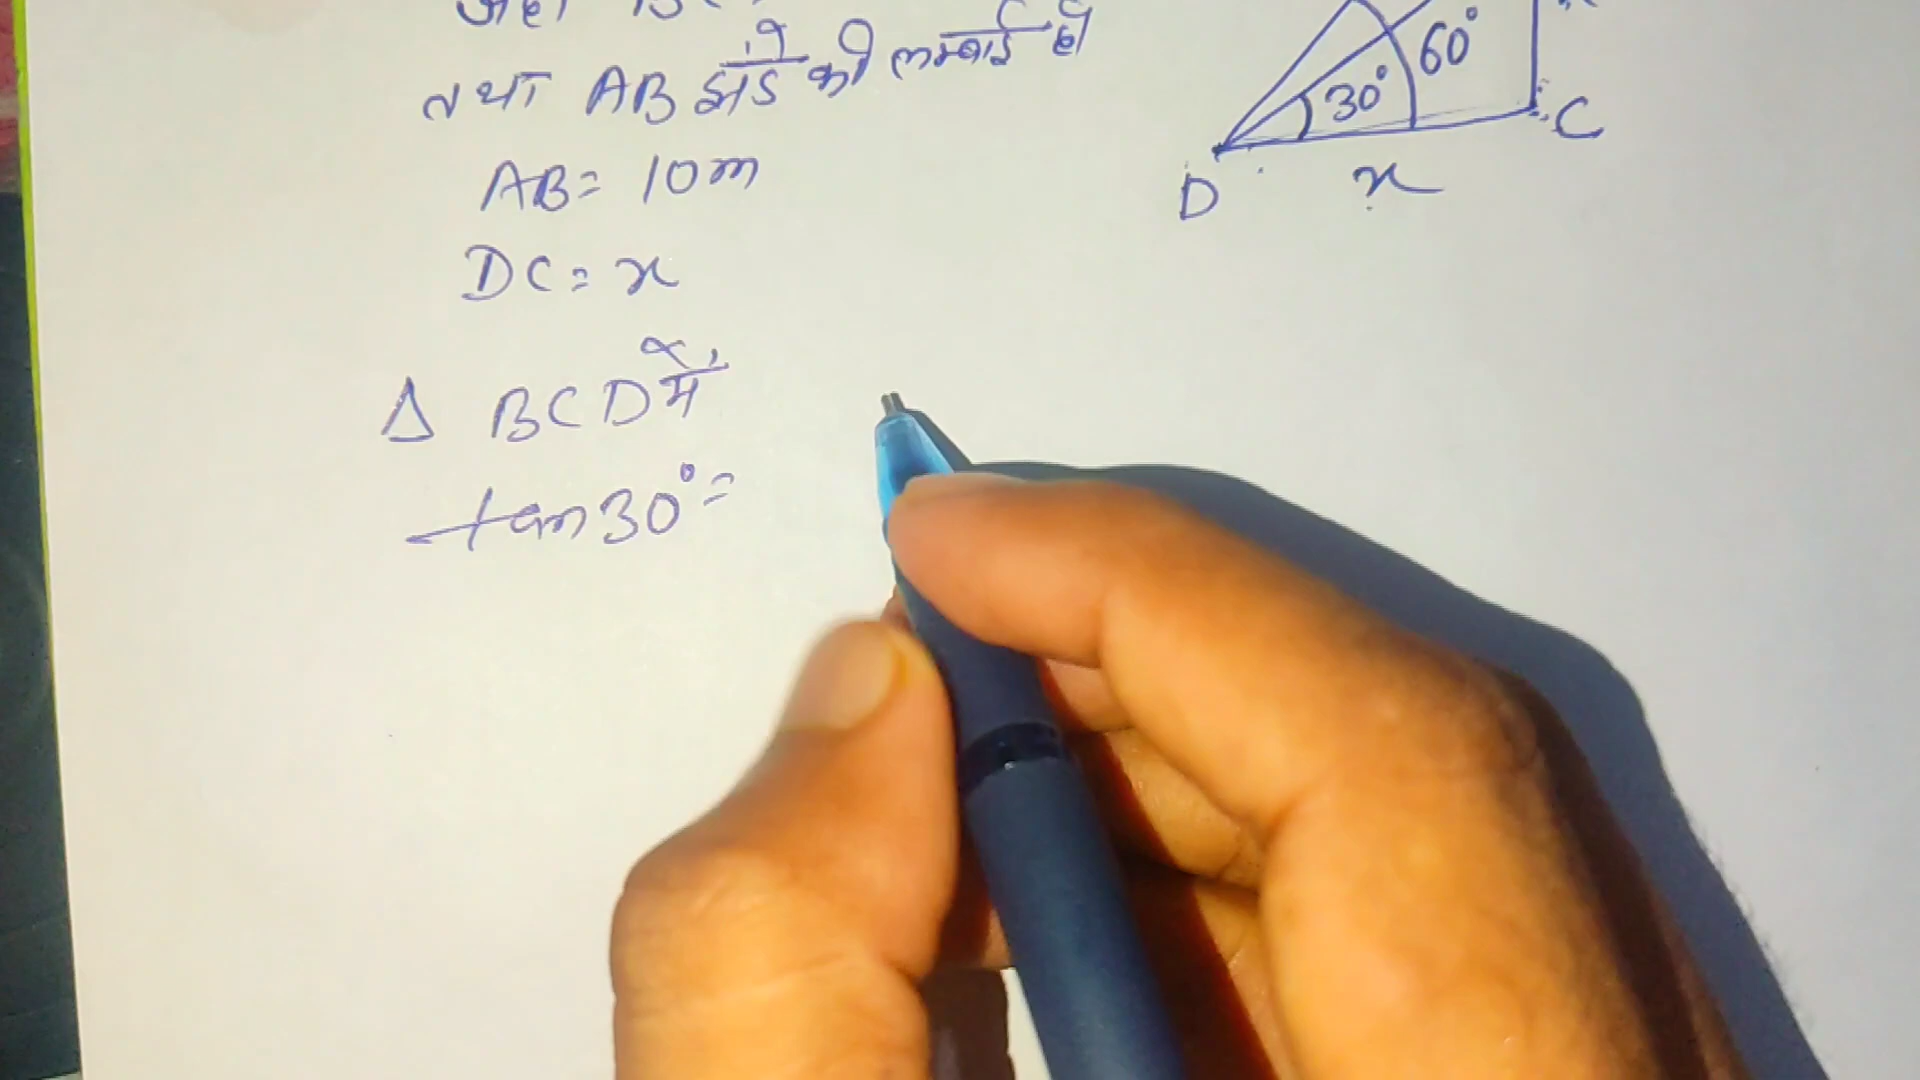 तथा AB झंडे की लम्बाई है
AB = 10m
DC = x
Δ BCD में,
tan30° =
60°
30°
C
D
x